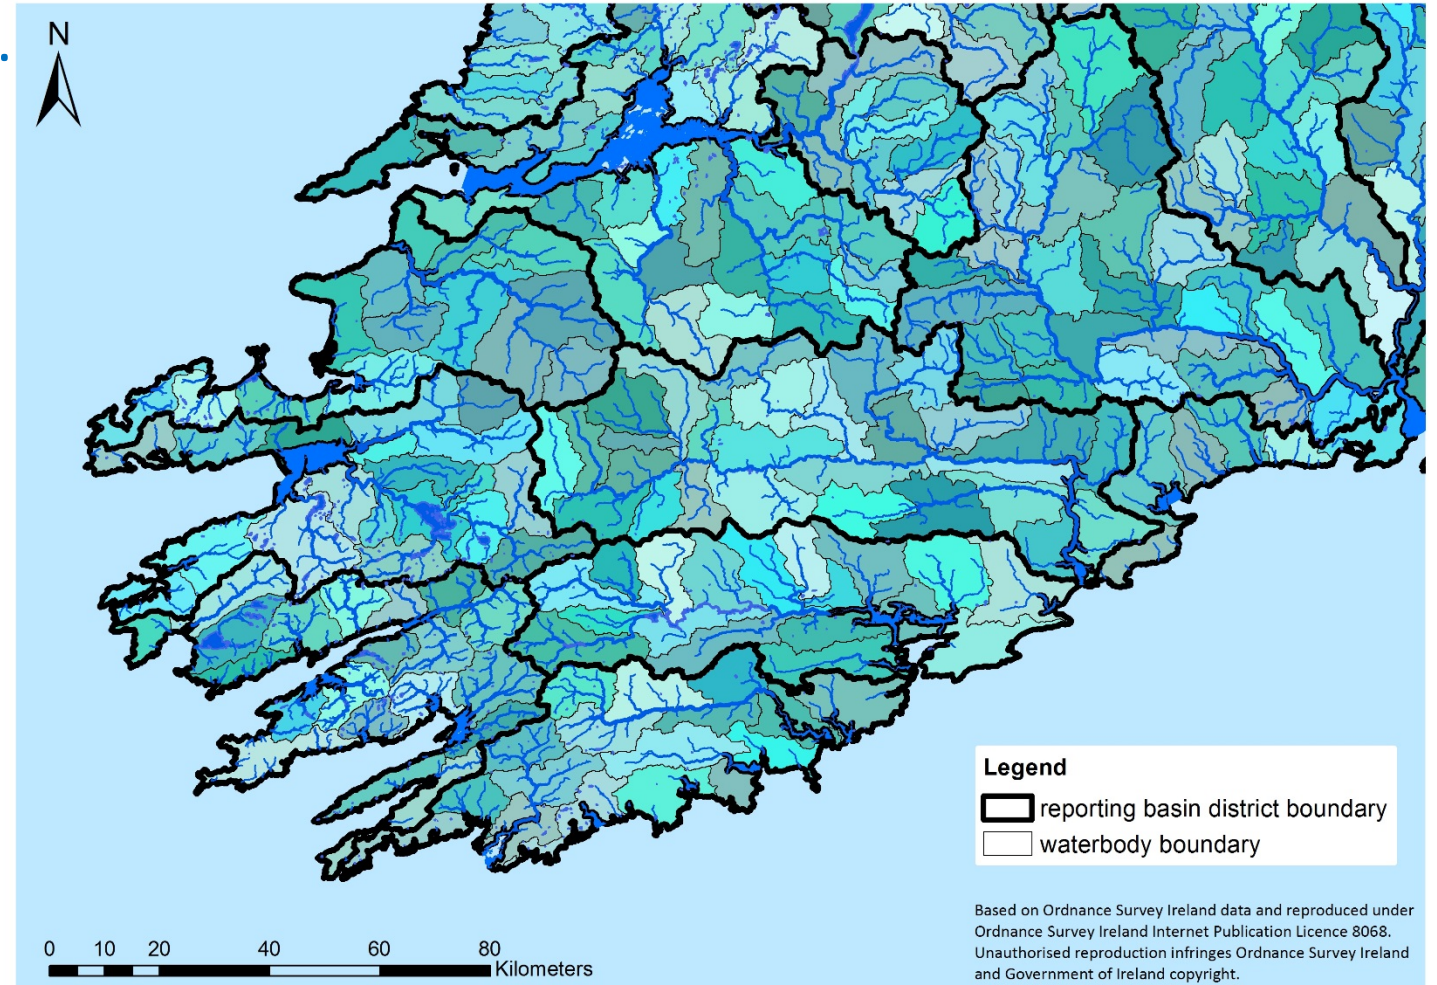 N
Legend
reporting basin district boundary
waterbody boundary
Based on Ordnance Survey Ireland data and reproduced under
Ordnance Survey Ireland Internet Publication Licence 8068.
Unauthorised reproduction infringes Ordnance Survey Ireland
and Government of Ireland copyright.
0 10 20 40 60 80
Kilometers